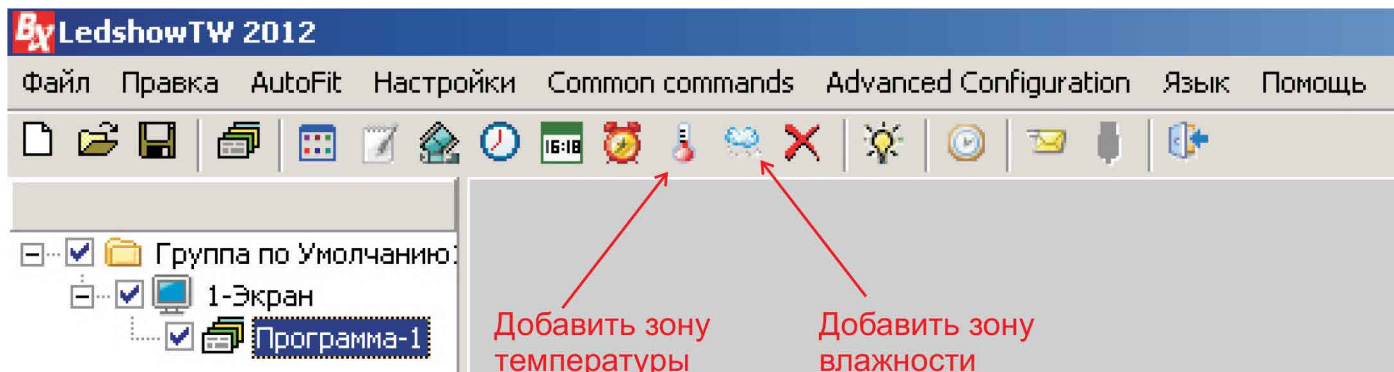 BX LedshowTW 2012
Файл Правка AutoFit Настройки Common commands Advanced Configuration Язык Помощь
16:18
Группа по Умолчанию
1-Экран
Программа-1
Добавить зону температуры
Добавить зону влажности